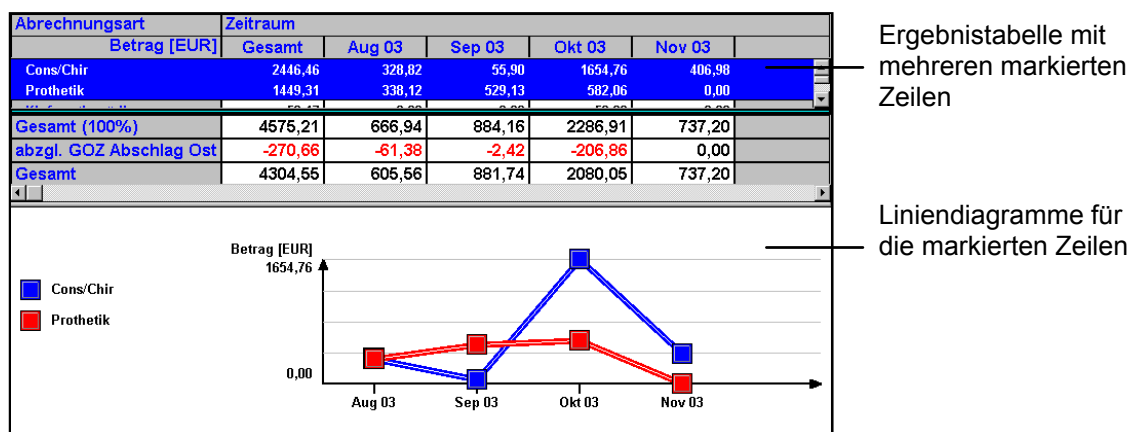 Abrechnungsart Zeitraum
Betrag [EUR] Gesamt Aug 03 Sep 03 Okt 03 Nov 03
Cons/Chir 2446,46 328,82 55,90 1654,76 406,98
Prothetik 1449,31 338,12 529,13 582,06 0,00
Gesamt (100%) 4575,21 666,94 884,16 2286,91 737,20
abzgl. GOZ Abschlag Ost -270,66 -61,38 -2,42 -206,86 0,00
Gesamt 4304,55 605,56 881,74 2080,05 737,20
Ergebnistabelle mit
mehreren markierten
Zeilen
Liniendiagramme für
die markierten Zeilen
Betrag [EUR]
1654,76
Cons/Chir
Prothetik
0,00
Aug 03 Sep 03 Okt 03 Nov 03